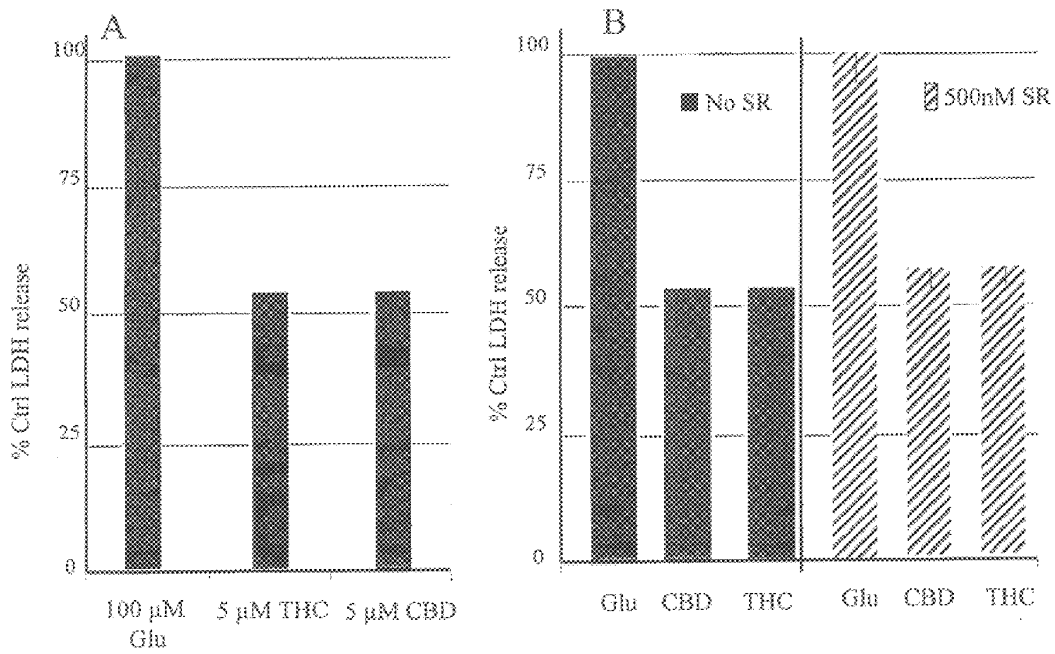 A
% Ctrl LDH release
100
75
50
25
0
100 µM
Glu
5 µM THC
5 µM CBD
B
% Ctrl LDH release
100
75
50
25
0
No SR
500nM SR
Glu
CBD
THC
Glu
CBD
THC